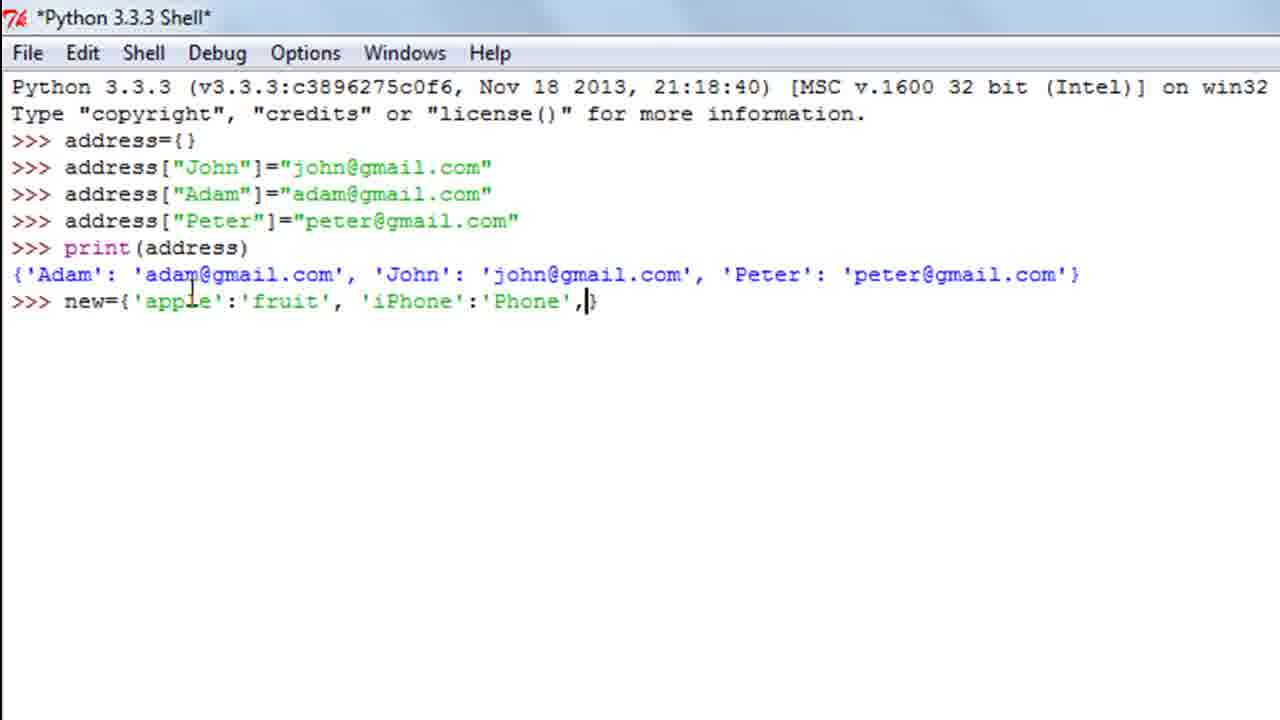 *Python 3.3.3 Shell*
File Edit Shell Debug Options Windows Help
Python 3.3.3 (v3.3.3:c3896275c0f6, Nov 18 2013, 21:18:40) [MSC v.1600 32 bit (Intel)] on win32
Type "copyright", "credits" or "license()" for more information.
>>> address={}
>>> address["John"]="john@gmail.com"
>>> address["Adam"]="adam@gmail.com"
>>> address["Peter"]="peter@gmail.com"
>>> print(address)
{'Adam': 'adam@gmail.com', 'John': 'john@gmail.com', 'Peter': 'peter@gmail.com'}
>>> new={'apple':'fruit', 'iPhone':'Phone',}